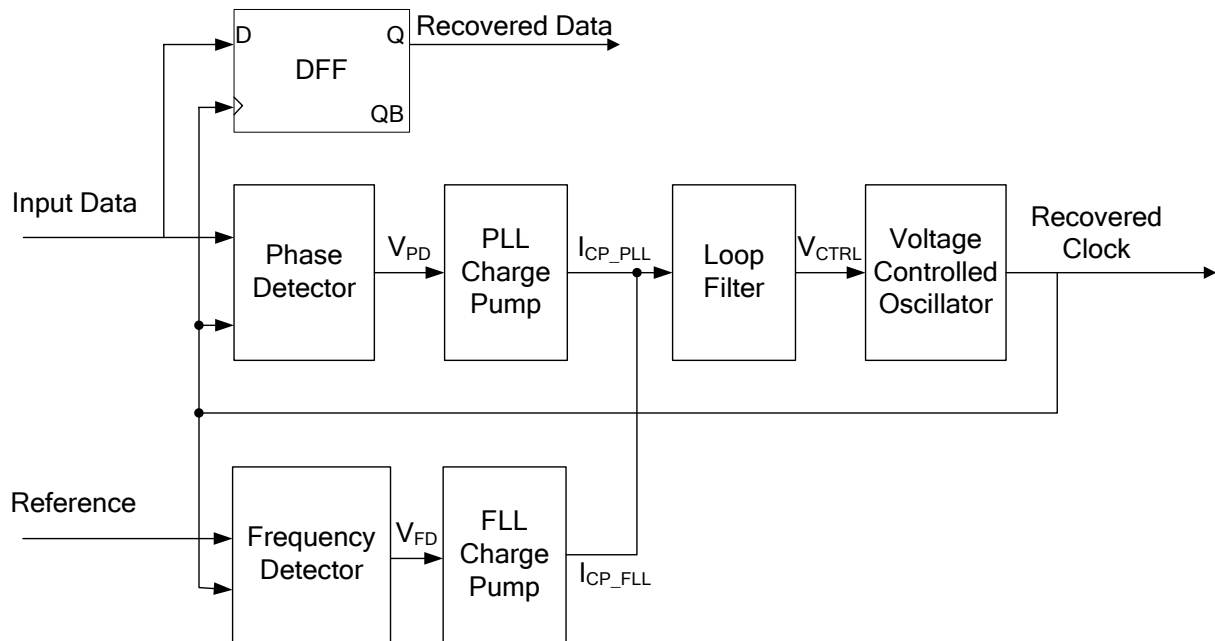 Recovered Data
D
Q
DFF
QB
Input Data
Phase
Detector
V_PD
PLL
Charge
Pump
I_CP_PLL
Loop
Filter
V_CTRL
Voltage
Controlled
Oscillator
Recovered
Clock
Reference
Frequency
Detector
V_FD
FLL
Charge
Pump
I_CP_FLL